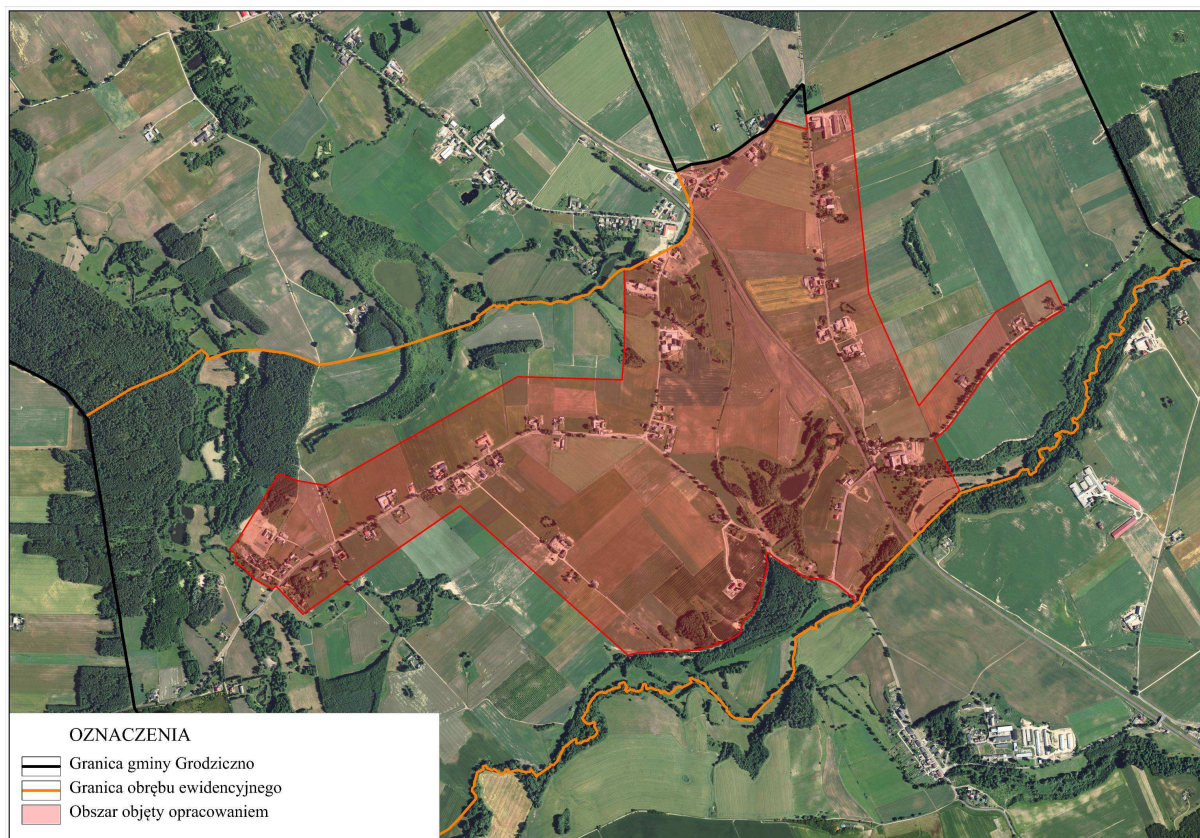 OZNACZENIA
Granica gminy Grodziczno
Granica obrębu ewidencyjnego
Obszar objęty opracowaniem